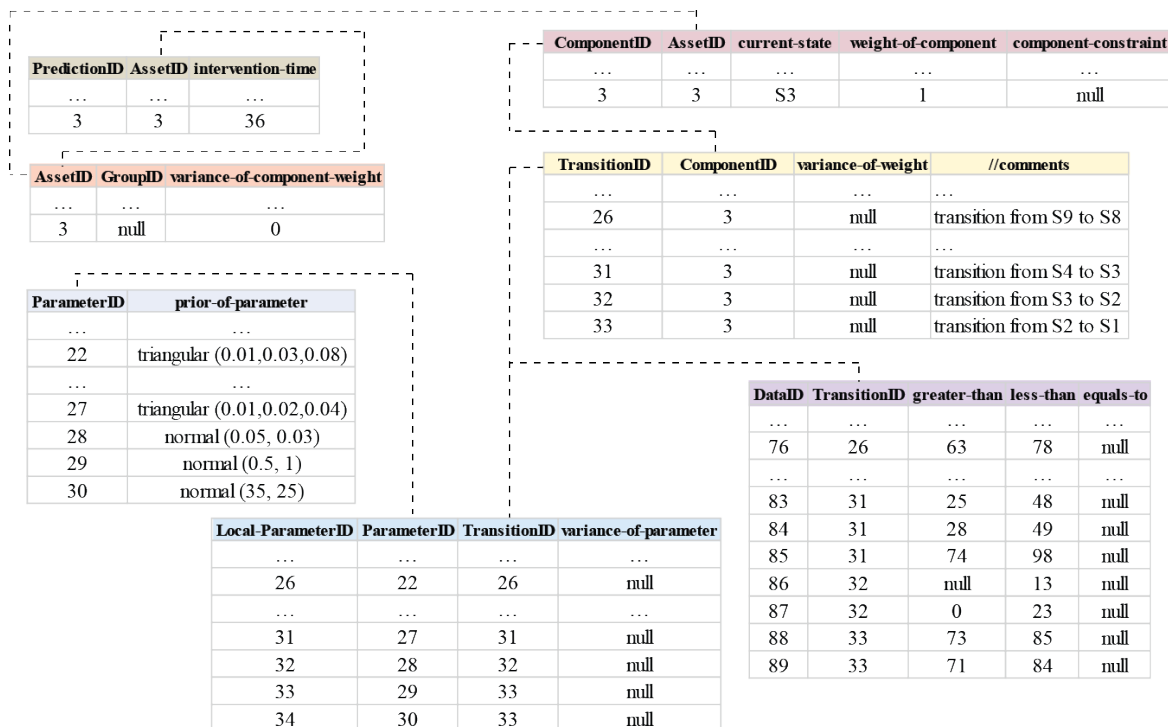 ComponentID AssetID current-state weight-of-component component-constraint
… … … … …
3 3 S3 1 null
PredictionID AssetID intervention-time
… … …
3 3 36
AssetID GroupID variance-of-component-weight
… … …
3 null 0
TransitionID ComponentID variance-of-weight //comments
… … … …
26 3 null transition from S9 to S8
… … … …
31 3 null transition from S4 to S3
32 3 null transition from S3 to S2
33 3 null transition from S2 to S1
ParameterID prior-of-parameter
… …
22 triangular (0.01,0.03,0.08)
… …
27 triangular (0.01,0.02,0.04)
28 normal (0.05, 0.03)
29 normal (0.5, 1)
30 normal (35, 25)
DataID TransitionID greater-than less-than equals-to
… … … … …
76 26 63 78 null
… … … … …
83 31 25 48 null
84 31 28 49 null
85 31 74 98 null
86 32 null 13 null
87 32 0 23 null
88 33 73 85 null
89 33 71 84 null
Local-ParameterID ParameterID TransitionID variance-of-parameter
… … … …
26 22 26 null
… … … …
31 27 31 null
32 28 32 null
33 29 33 null
34 30 33 null